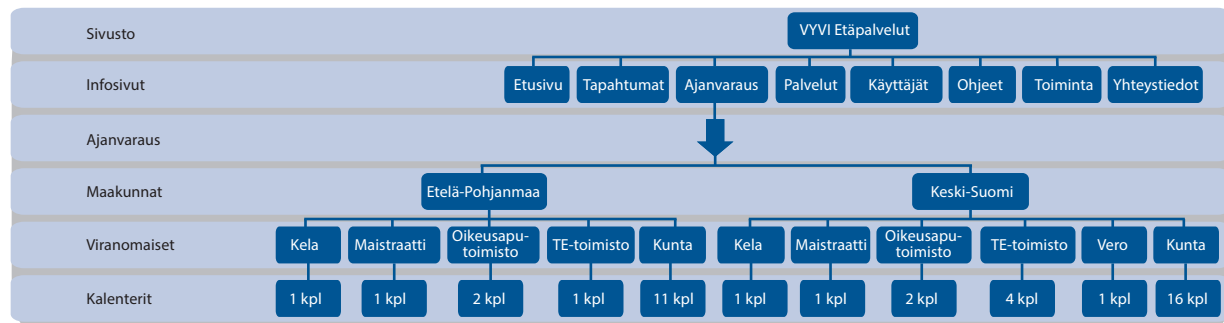 Sivusto
VYVI Etäpalvelut
Infosivut
Etusivu
Tapahtumat
Ajanvaraus
Palvelut
Käyttäjät
Ohjeet
Toiminta
Yhteystiedot
Ajanvaraus
Maakunnat
Etelä-Pohjanmaa
Keski-Suomi
Viranomaiset
Kela
Maistraatti
Oikeusapu-
toimisto
TE-toimisto
Kunta
Kela
Maistraatti
Oikeusapu-
toimisto
TE-toimisto
Vero
Kunta
Kalenterit
1 kpl
1 kpl
2 kpl
1 kpl
11 kpl
1 kpl
1 kpl
2 kpl
4 kpl
1 kpl
16 kpl